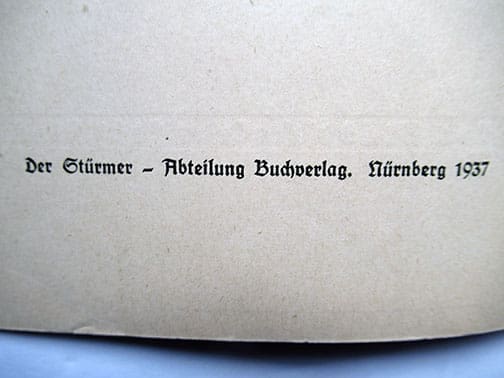 Der Stürmer – Abteilung Buchverlag. Nürnberg 1937